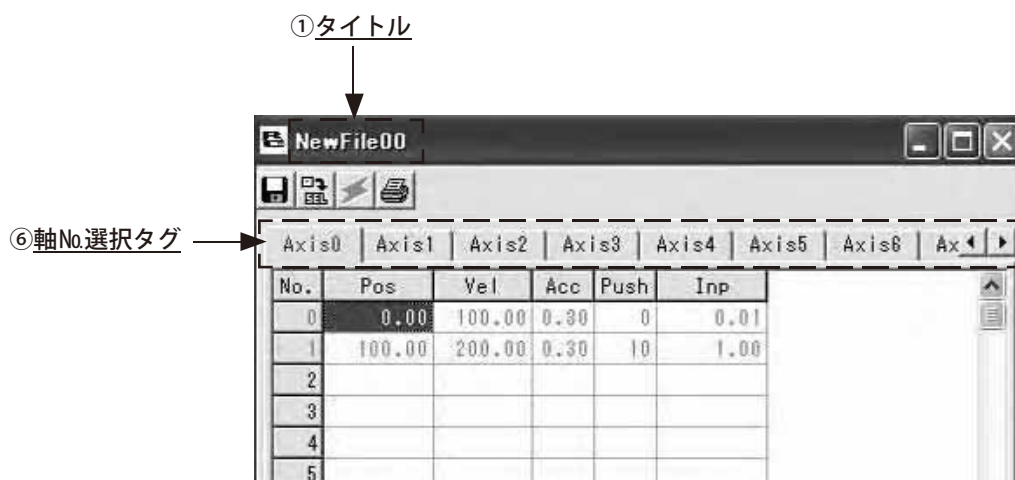 ①タイトル
NewFile00
SEL
⑥軸№選択タグ
Axis0 Axis1 Axis2 Axis3 Axis4 Axis5 Axis6 Ax
No. Pos Vel Acc Push Inp
0 0.00 100.00 0.30 0 0.01
1 100.00 200.00 0.30 10 1.00
2
3
4
5